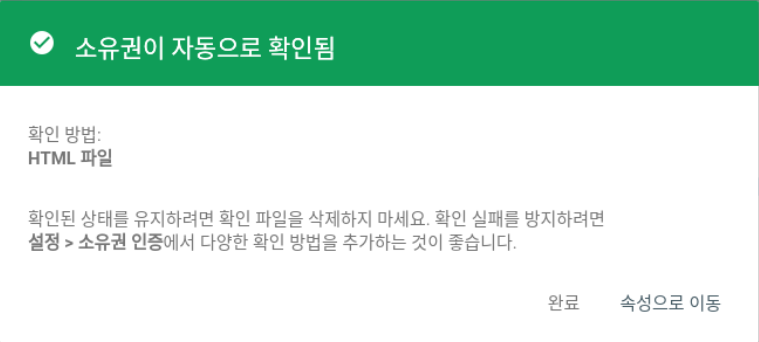 소유권이 자동으로 확인됨
확인 방법:
HTML 파일
확인된 상태를 유지하려면 확인 파일을 삭제하지 마세요. 확인 실패를 방지하려면
설정 > 소유권 인증에서 다양한 확인 방법을 추가하는 것이 좋습니다.
완료 속성으로 이동